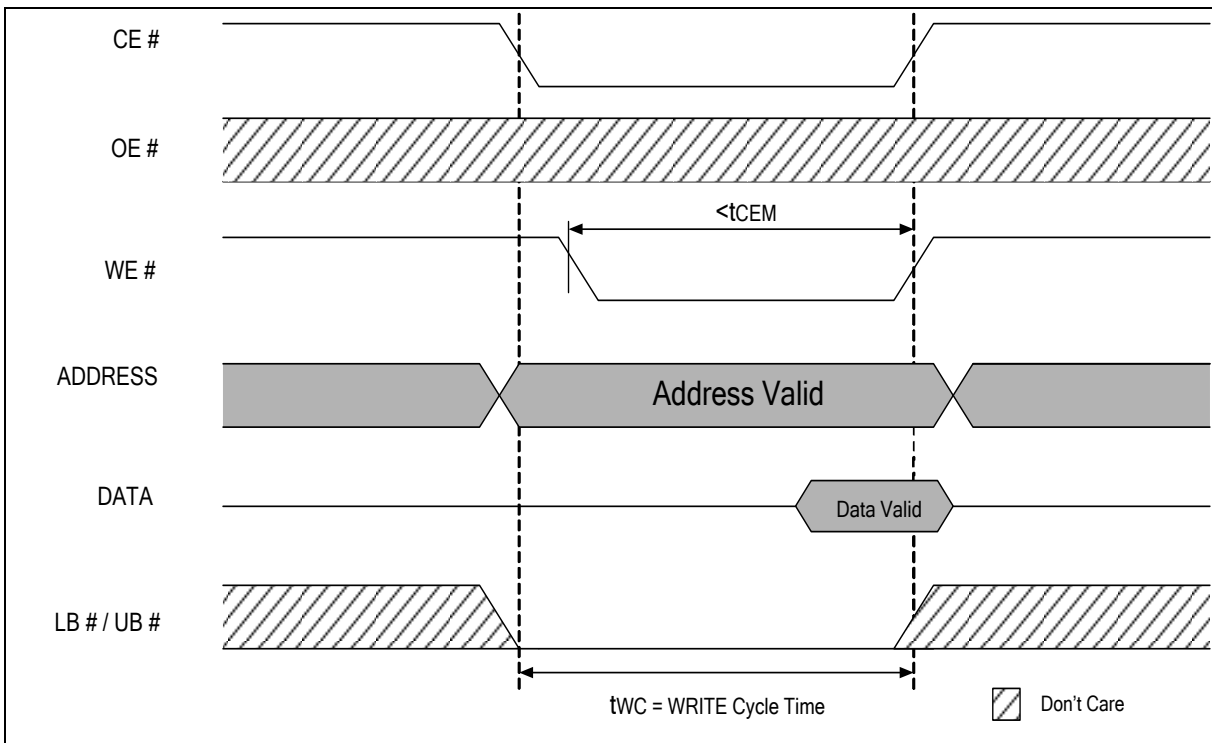 CE #
OE #
<tCEM
WE #
ADDRESS
Address Valid
DATA
Data Valid
LB # / UB #
tWC = WRITE Cycle Time
Don't Care